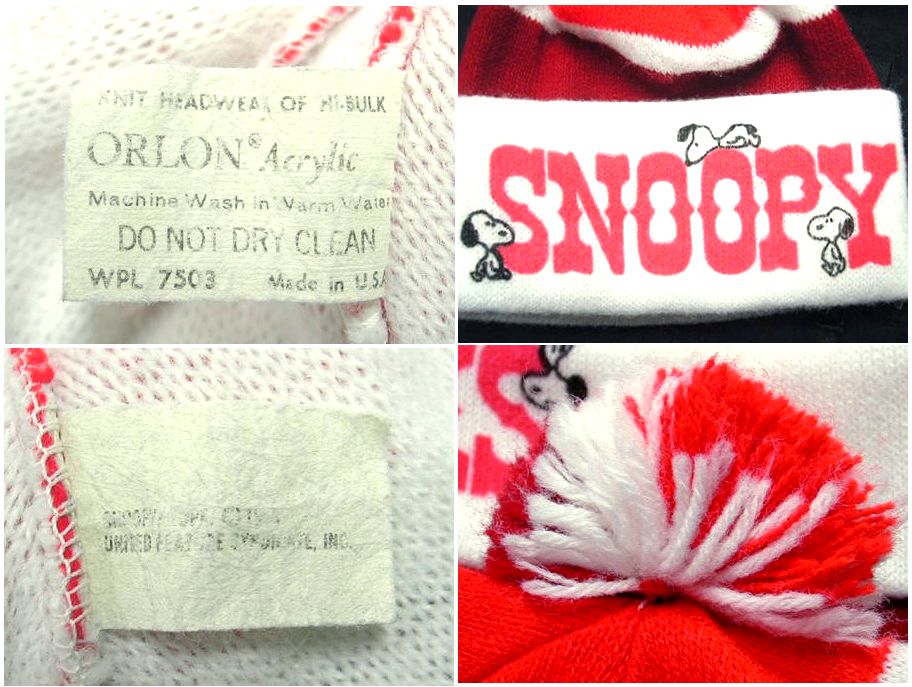 KNIT HEADWEAR OF HI-BULK
ORLON® Acrylic
Machine Wash in Warm Water
DO NOT DRY CLEAN
WPL 7503 Made in U.S.A
SNOOPY
UNITED FEATURE SYNDICATE, INC.